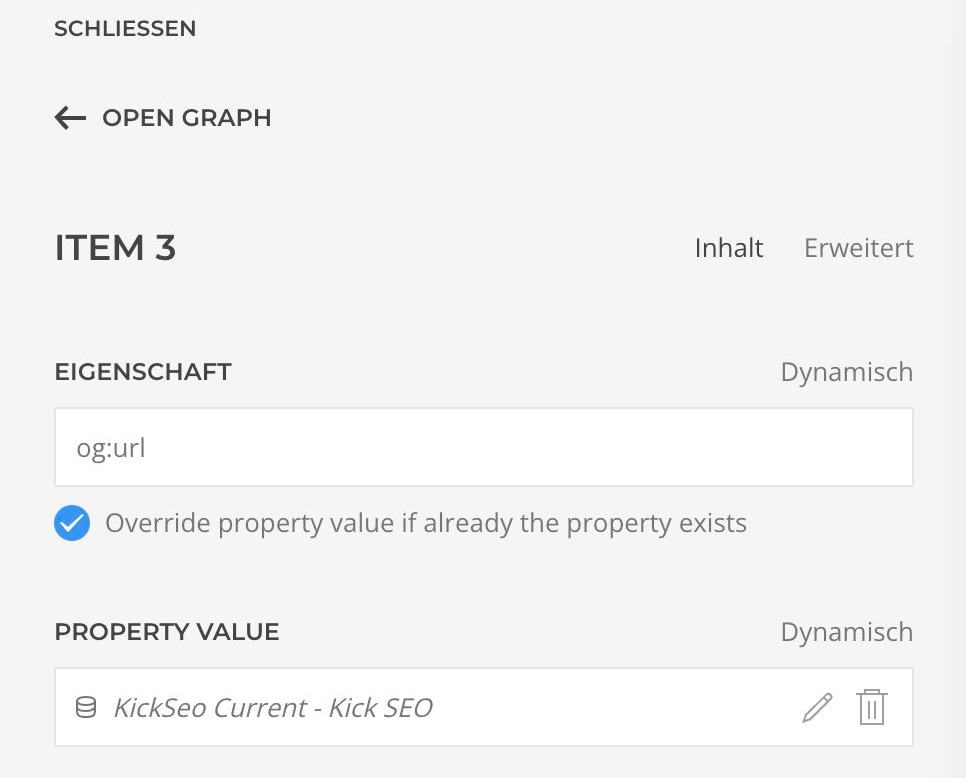 SCHLIESSEN
OPEN GRAPH
ITEM 3 Inhalt Erweitert
EIGENSCHAFT Dynamisch
og:url
Override property value if already the property exists
PROPERTY VALUE Dynamisch
KickSeo Current - Kick SEO